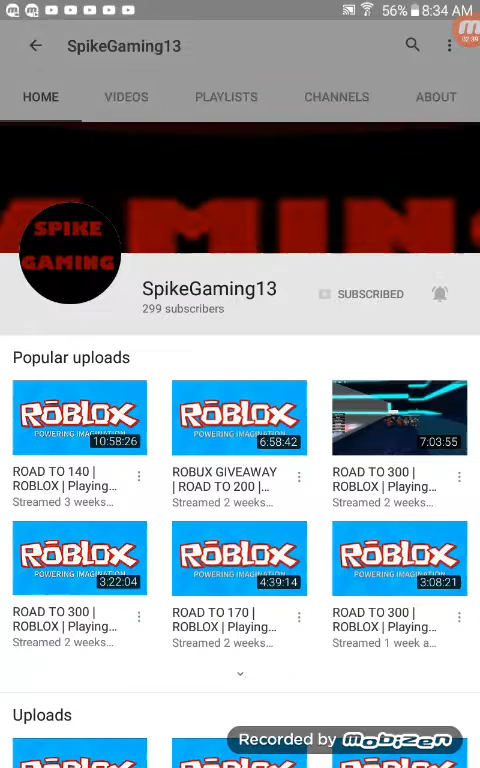 56% 8:34 AM
SpikeGaming13
02:39
HOME VIDEOS PLAYLISTS CHANNELS ABOUT
GAMING
SPIKE
GAMING
SpikeGaming13
SUBSCRIBED
299 subscribers
Popular uploads
ROBLOX ROBLOX
POWERING IMAGINATION POWERING IMAGINATION
10:58:26 6:58:42 7:03:55
ROAD TO 140 | ROBUX GIVEAWAY ROAD TO 300 |
ROBLOX | Playing... | ROAD TO 200 |... ROBLOX | Playing...
Streamed 3 weeks... Streamed 2 weeks... Streamed 2 weeks...
ROBLOX ROBLOX ROBLOX
POWERING IMAGINATION POWERING IMAGINATION POWERING IMAGINATION
3:22:04 4:39:14 3:08:21
ROAD TO 300 | ROAD TO 170 | ROAD TO 300 |
ROBLOX | Playing... ROBLOX | Playing... ROBLOX | Playing...
Streamed 2 weeks... Streamed 2 weeks... Streamed 1 week a...
Uploads
Recorded by MOBIZEN